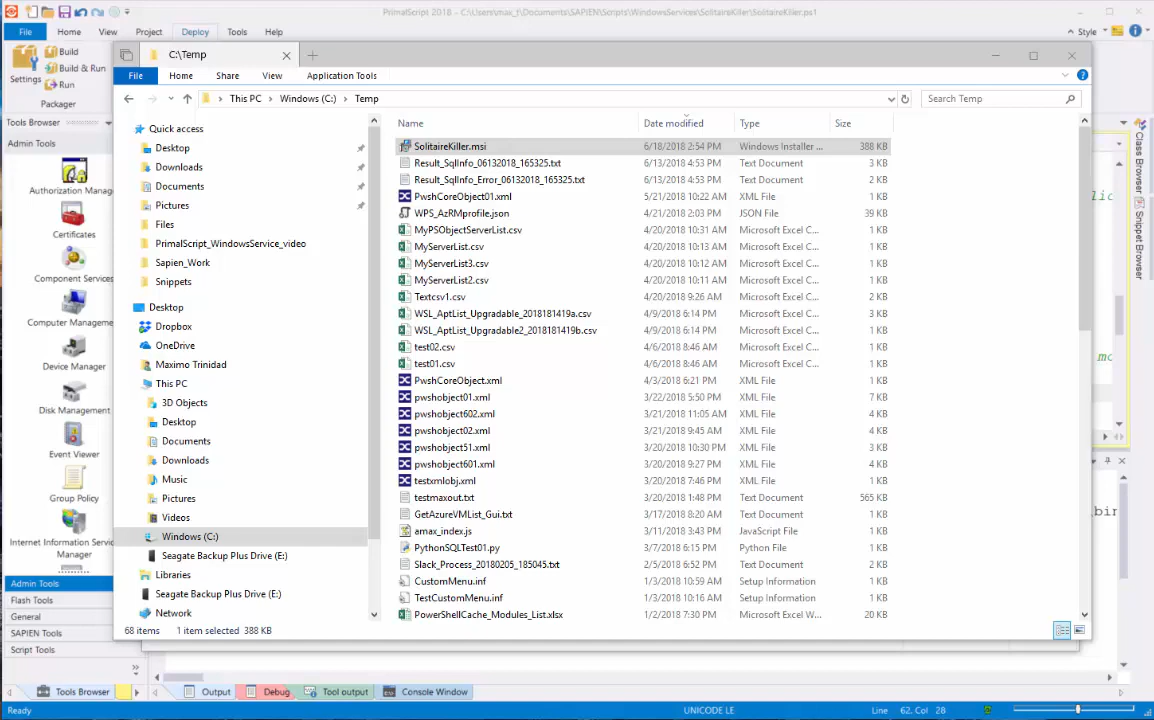 PrimalScript 2018 - C:\Users\max_t\Documents\SAPIEN\Scripts\WindowsServices\SolitaireKiller\SolitaireKiller.ps1
File Home View Project Deploy Tools Help Style
Settings
Build
Build & Run
Run
Packager
Tools Browser
Admin Tools
Authorization Manag
Certificates
Component Services
Computer Manageme
Device Manager
Disk Management
Event Viewer
Group Policy
Internet Information Servic
Manager
Admin Tools
Flash Tools
General
SAPIEN Tools
Script Tools
C:\Temp
File Home Share View Application Tools
This PC Windows (C:) Temp
Search Temp
Quick access
Desktop
Downloads
Documents
Pictures
Files
PrimalScript_WindowsService_video
Sapien_Work
Snippets
Desktop
Dropbox
OneDrive
Maximo Trinidad
This PC
3D Objects
Desktop
Documents
Downloads
Music
Pictures
Videos
Windows (C:)
Seagate Backup Plus Drive (E:)
Libraries
Seagate Backup Plus Drive (E:)
Network
Name Date modified Type Size
SolitaireKiller.msi 6/18/2018 2:54 PM Windows Installer ... 388 KB
Result_SqlInfo_06132018_165325.txt 6/13/2018 4:53 PM Text Document 3 KB
Result_SqlInfo_Error_06132018_165325.txt 6/13/2018 4:53 PM Text Document 2 KB
PwshCoreObject01.xml 5/21/2018 10:22 AM XML File 1 KB
WPS_AzRMprofile.json 4/21/2018 2:03 PM JSON File 39 KB
MyPSObjectServerList.csv 4/20/2018 10:31 AM Microsoft Excel C... 1 KB
MyServerList.csv 4/20/2018 10:13 AM Microsoft Excel C... 1 KB
MyServerList3.csv 4/20/2018 10:12 AM Microsoft Excel C... 1 KB
MyServerList2.csv 4/20/2018 10:11 AM Microsoft Excel C... 1 KB
Textcsv1.csv 4/20/2018 9:26 AM Microsoft Excel C... 2 KB
WSL_AptList_Upgradable_2018181419a.csv 4/9/2018 6:14 PM Microsoft Excel C... 3 KB
WSL_AptList_Upgradable2_2018181419b.csv 4/9/2018 6:14 PM Microsoft Excel C... 3 KB
test02.csv 4/6/2018 8:46 AM Microsoft Excel C... 1 KB
test01.csv 4/6/2018 8:46 AM Microsoft Excel C... 1 KB
PwshCoreObject.xml 4/3/2018 6:21 PM XML File 1 KB
pwshobject01.xml 3/22/2018 5:50 PM XML File 7 KB
pwshobject602.xml 3/21/2018 11:05 AM XML File 4 KB
pwshobject02.xml 3/21/2018 9:45 AM XML File 4 KB
pwshobject51.xml 3/20/2018 10:30 PM XML File 3 KB
pwshobject601.xml 3/20/2018 9:27 PM XML File 4 KB
testxmlobj.xml 3/20/2018 7:46 PM XML File 1 KB
testmaxout.txt 3/20/2018 1:48 PM Text Document 565 KB
GetAzureVMList_Gui.txt 3/17/2018 8:20 AM Text Document 1 KB
amax_index.js 3/11/2018 3:43 PM JavaScript File 1 KB
PythonSQLTest01.py 3/7/2018 6:15 PM Python File 1 KB
Slack_Process_20180205_185045.txt 2/5/2018 6:52 PM Text Document 2 KB
CustomMenu.inf 1/3/2018 10:59 AM Setup Information 1 KB
TestCustomMenu.inf 1/3/2018 10:16 AM Setup Information 1 KB
PowerShellCache_Modules_List.xlsx 1/2/2018 7:30 PM Microsoft Excel W... 20 KB
68 items 1 item selected 388 KB
Class Browser
Snippet Browser
lic
mo
bin
Tools Browser Output Debug Tool output Console Window
Ready UNICODE LE Line 62, Col 28